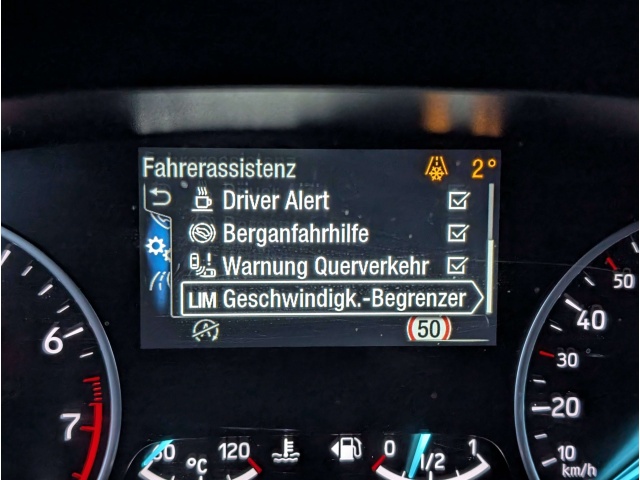 Fahrerassistenz 2°
Driver Alert
Berganfahrhilfe
Warnung Querverkehr
LIM Geschwindigk.-Begrenzer
50
50
40
6
30
7
20
10
km/h
120
°C
0
1/2
1